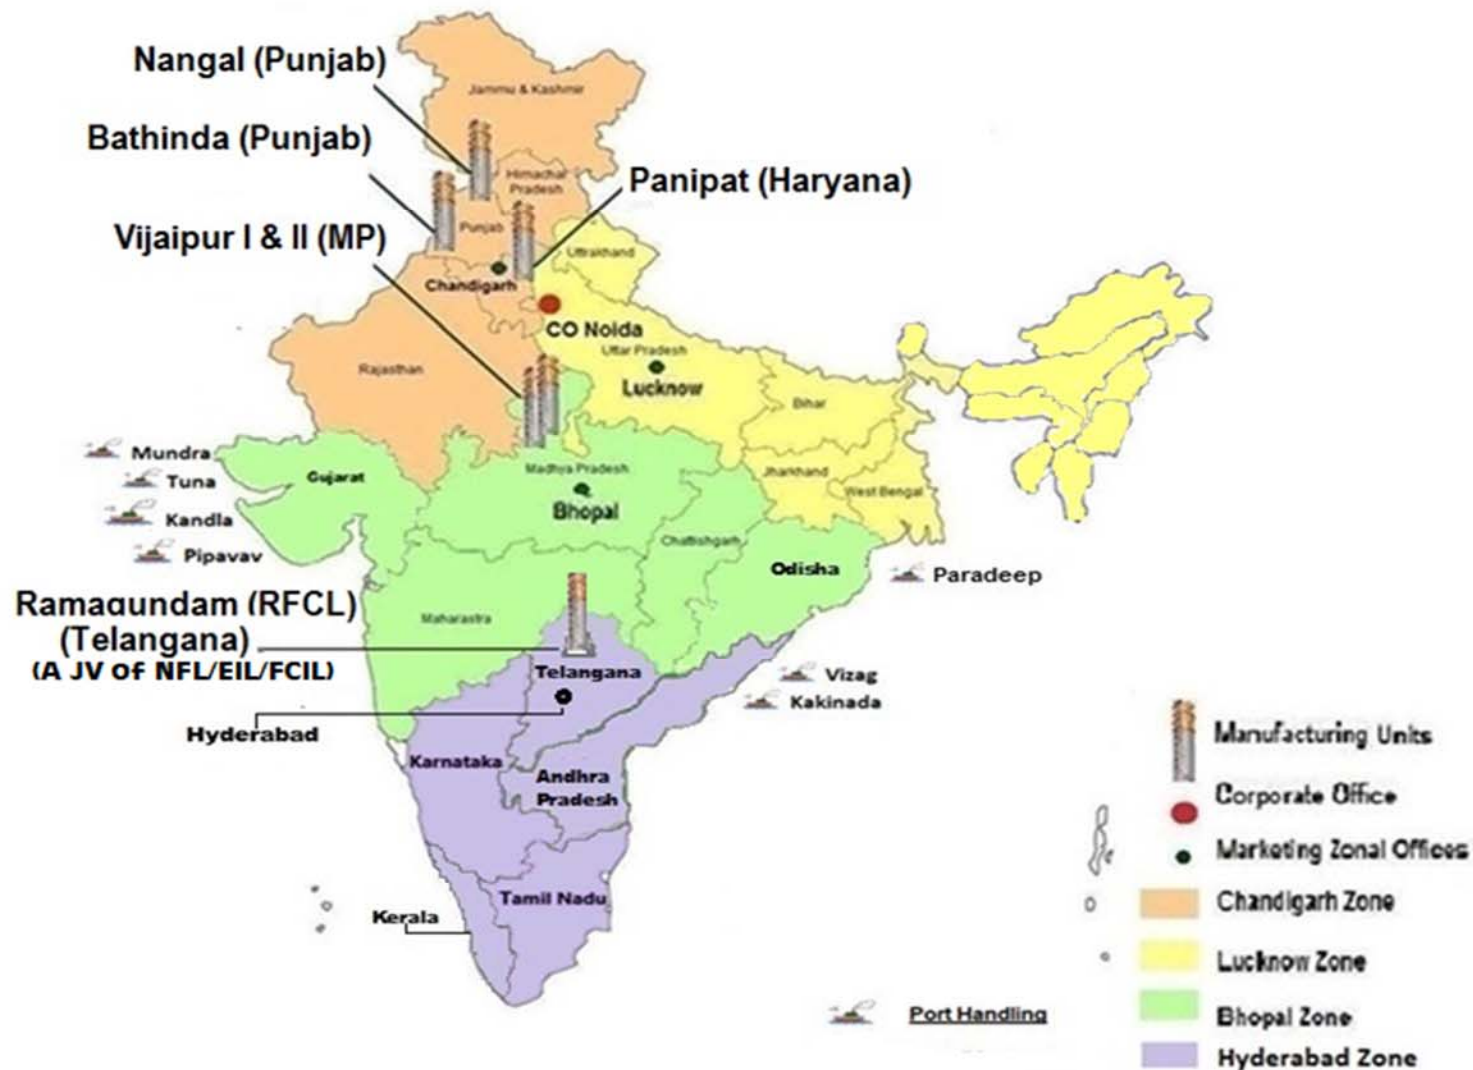 Nangal (Punjab)
Jammu & Kashmir
Bathinda (Punjab)
Himachal
Pradesh
Panipat (Haryana)
Punjab
Vijaipur I & II (MP)
Uttrakhand
Chandigarh
CO Noida
Uttar Pradesh
Rajasthan
Lucknow
Bihar
Mundra
Tuna
Gujarat
Madhya Pradesh
Jharkhand
West Bengal
Kandla
Bhopal
Pipavav
Chattishgarh
Odisha
Paradeep
Ramagundam (RFCL)
(Telangana)
(A JV of NFL/EIL/FCIL)
Maharastra
Telangana
Vizag
Kakinada
Hyderabad
Karnataka
Andhra
Pradesh
Tamil Nadu
Kerala
Manufacturing Units
Corporate Office
Marketing Zonal Offices
Chandigarh Zone
Lucknow Zone
Bhopal Zone
Hyderabad Zone
Port Handling